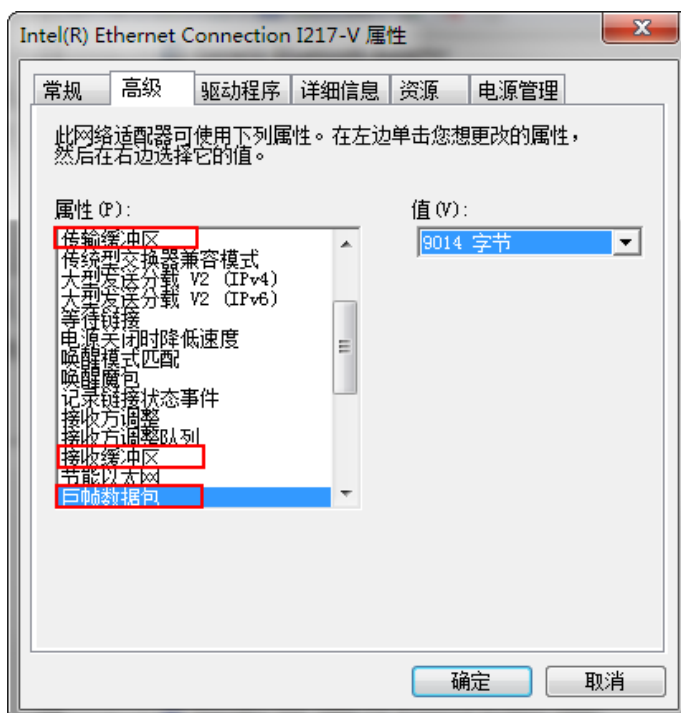 Intel(R) Ethernet Connection I217-V 属性
常规 高级 驱动程序 详细信息 资源 电源管理
此网络适配器可使用下列属性。在左边单击您想更改的属性，
然后在右边选择它的值。
属性(P): 值(V):
传输缓冲区 9014 字节
传统型交换器兼容模式
大型发送分载 V2 (IPv4)
大型发送分载 V2 (IPv6)
等待链接
电源关闭时降低速度
唤醒模式匹配
唤醒魔包
记录链接状态事件
接收方调整
接收方调整队列
接收缓冲区
节能以太网
巨帧数据包
确定 取消